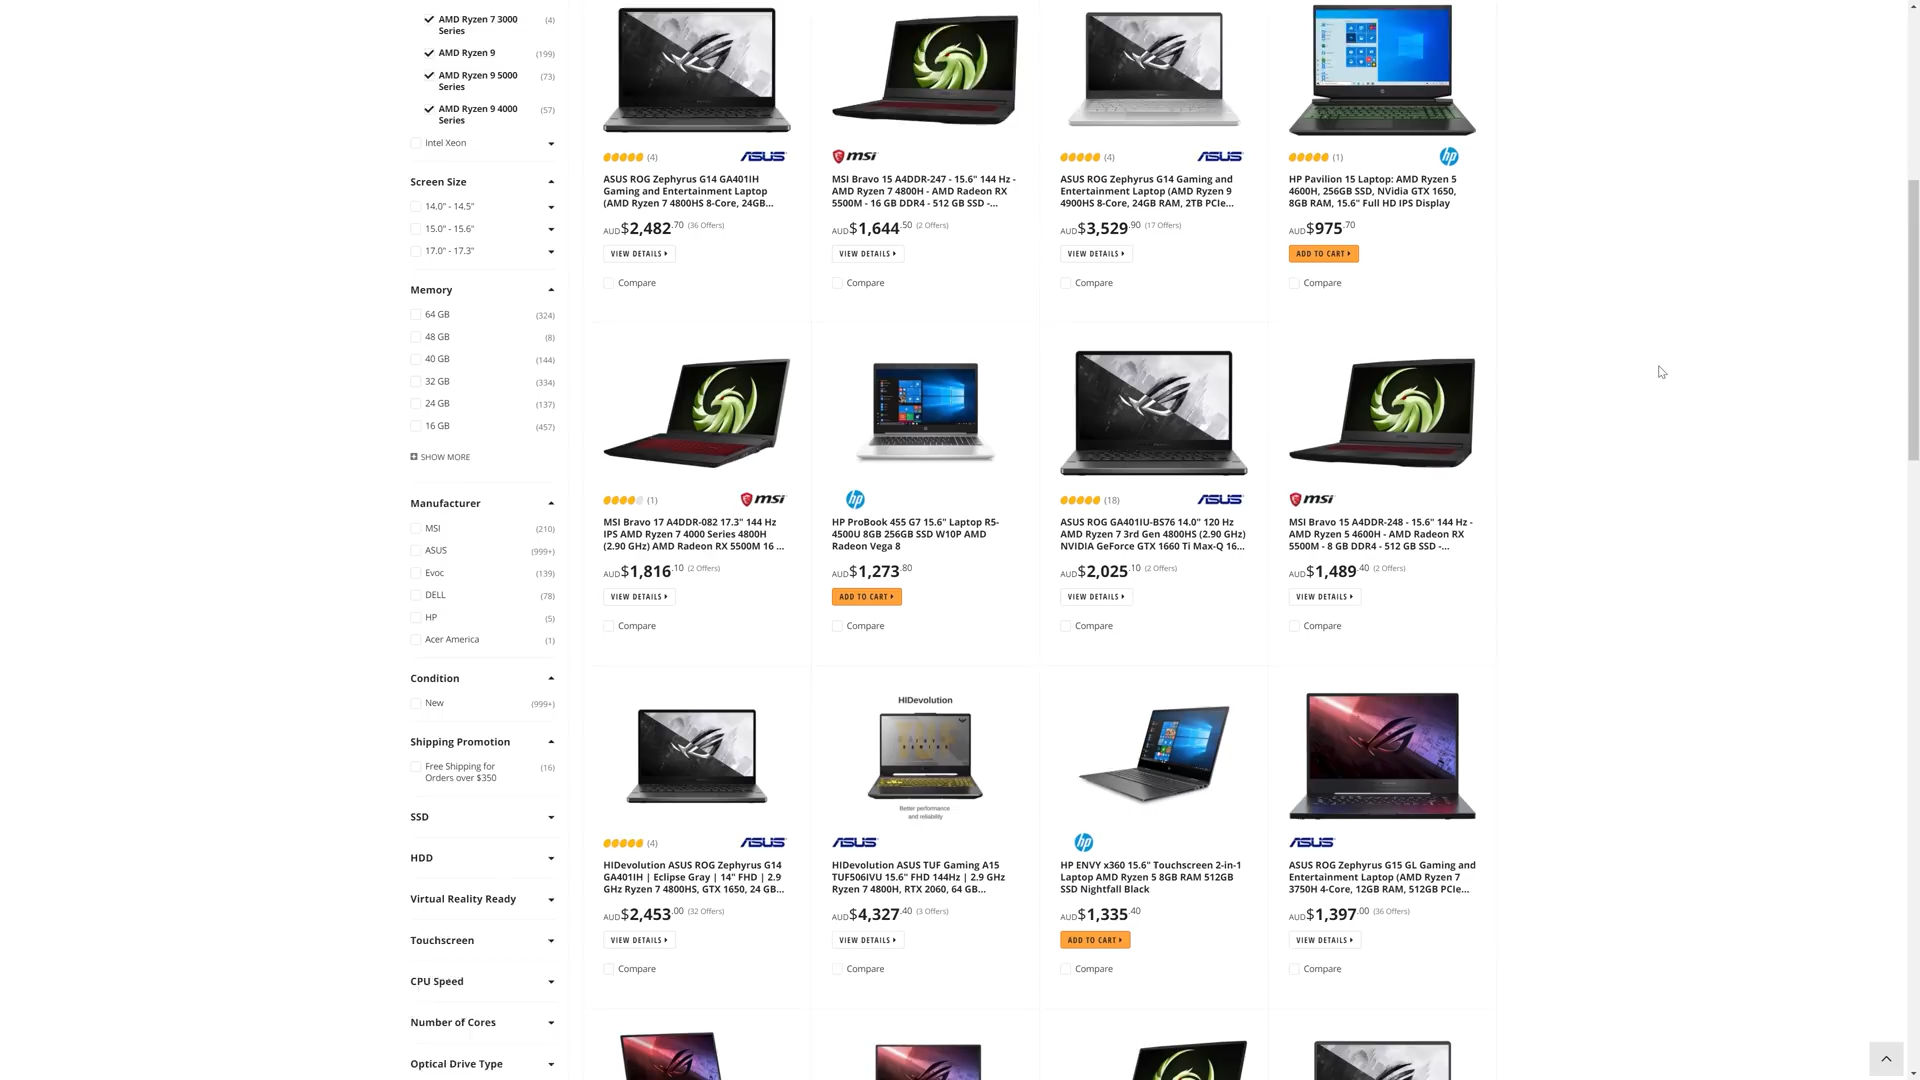 AMD Ryzen 7 3000
Series
(4)
AMD Ryzen 9
(199)
AMD Ryzen 9 5000
Series
(73)
AMD Ryzen 9 4000
Series
(57)
Intel Xeon
Screen Size
14.0" - 14.5"
15.0" - 15.6"
17.0" - 17.3"
Memory
64 GB
(324)
48 GB
(8)
40 GB
(144)
32 GB
(334)
24 GB
(137)
16 GB
(457)
SHOW MORE
Manufacturer
MSI
(210)
ASUS
(999+)
Evoc
(139)
DELL
(78)
HP
(5)
Acer America
(1)
Condition
New
(999+)
Shipping Promotion
Free Shipping for
Orders over $350
(16)
SSD
HDD
Virtual Reality Ready
Touchscreen
CPU Speed
Number of Cores
Optical Drive Type
(4)
ASUS
ASUS ROG Zephyrus G14 GA401IH
Gaming and Entertainment Laptop
(AMD Ryzen 7 4800HS 8-Core, 24GB...
AUD$2,482.70 (36 Offers)
VIEW DETAILS
Compare
msi
MSI Bravo 15 A4DDR-247 - 15.6" 144 Hz -
AMD Ryzen 7 4800H - AMD Radeon RX
5500M - 16 GB DDR4 - 512 GB SSD -...
AUD$1,644.50 (2 Offers)
VIEW DETAILS
Compare
(4)
ASUS
ASUS ROG Zephyrus G14 Gaming and
Entertainment Laptop (AMD Ryzen 9
4900HS 8-Core, 24GB RAM, 2TB PCIe...
AUD$3,529.90 (17 Offers)
VIEW DETAILS
Compare
(1)
hp
HP Pavilion 15 Laptop: AMD Ryzen 5
4600H, 256GB SSD, NVidia GTX 1650,
8GB RAM, 15.6" Full HD IPS Display
AUD$975.70
ADD TO CART
Compare
(1)
msi
MSI Bravo 17 A4DDR-082 17.3" 144 Hz
IPS AMD Ryzen 7 4000 Series 4800H
(2.90 GHz) AMD Radeon RX 5500M 16 ...
AUD$1,816.10 (2 Offers)
VIEW DETAILS
Compare
hp
HP ProBook 455 G7 15.6" Laptop R5-
4500U 8GB 256GB SSD W10P AMD
Radeon Vega 8
AUD$1,273.80
ADD TO CART
Compare
(18)
ASUS
ASUS ROG GA401IU-BS76 14.0" 120 Hz
AMD Ryzen 7 3rd Gen 4800HS (2.90 GHz)
NVIDIA GeForce GTX 1660 Ti Max-Q 16...
AUD$2,025.10 (2 Offers)
VIEW DETAILS
Compare
msi
MSI Bravo 15 A4DDR-248 - 15.6" 144 Hz -
AMD Ryzen 5 4600H - AMD Radeon RX
5500M - 8 GB DDR4 - 512 GB SSD -...
AUD$1,489.40 (2 Offers)
VIEW DETAILS
Compare
(4)
ASUS
HIDevolution ASUS ROG Zephyrus G14
GA401IH | Eclipse Gray | 14" FHD | 2.9
GHz Ryzen 7 4800HS, GTX 1650, 24 GB...
AUD$2,453.00 (32 Offers)
VIEW DETAILS
Compare
HIDevolution
Better performance
and reliability
ASUS
HIDevolution ASUS TUF Gaming A15
TUF506IVU 15.6" FHD 144Hz | 2.9 GHz
Ryzen 7 4800H, RTX 2060, 64 GB...
AUD$4,327.40 (3 Offers)
VIEW DETAILS
Compare
hp
HP ENVY x360 15.6" Touchscreen 2-in-1
Laptop AMD Ryzen 5 8GB RAM 512GB
SSD Nightfall Black
AUD$1,335.40
ADD TO CART
Compare
ASUS
ASUS ROG Zephyrus G15 GL Gaming and
Entertainment Laptop (AMD Ryzen 7
3750H 4-Core, 12GB RAM, 512GB PCIe...
AUD$1,397.00 (36 Offers)
VIEW DETAILS
Compare